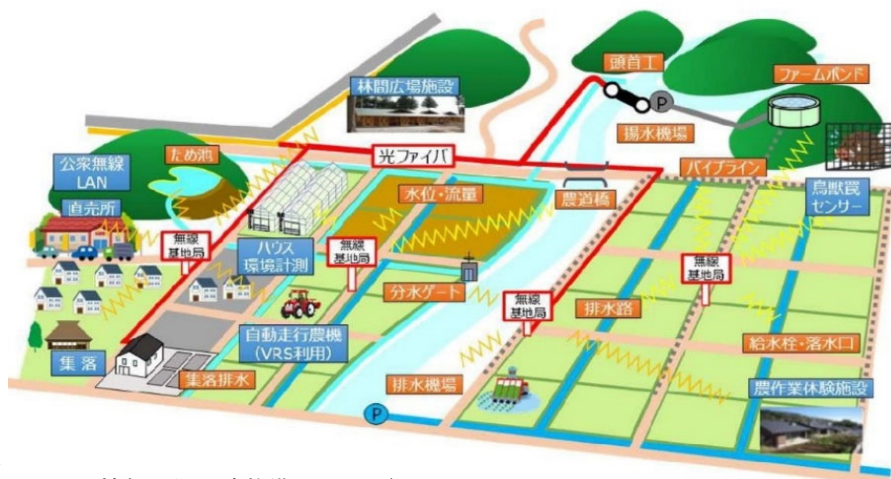 頭首工
ファームポンド
林間広場施設
P
揚水機場
公衆無線
LAN
ため池
光ファイバ
パイプライン
鳥獣罠
センサー
直売所
水位・流量
農道橋
無線
基地局
ハウス
環境計測
無線
基地局
無線
基地局
分水ゲート
無線
基地局
排水路
自動走行農機
(VRS利用)
給水栓・落水口
集落
集落排水
排水機場
農作業体験施設
P